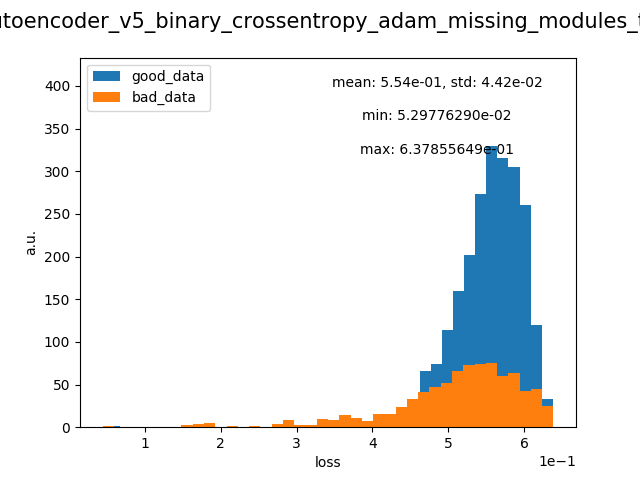 utoencoder_v5_binary_crossentropy_adam_missing_modules_
good_data
bad_data
mean: 5.54e-01, std: 4.42e-02
min: 5.29776290e-02
max: 6.37855649e-01
400
350
300
250
200
150
100
50
0
a.u.
1 2 3 4 5 6
1e−1
loss